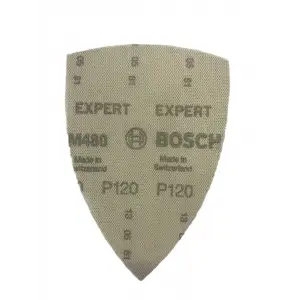 EXPERT EXPERT
M480 BOSCH
Made in Switzerland Made in Switzerland
P120 P120